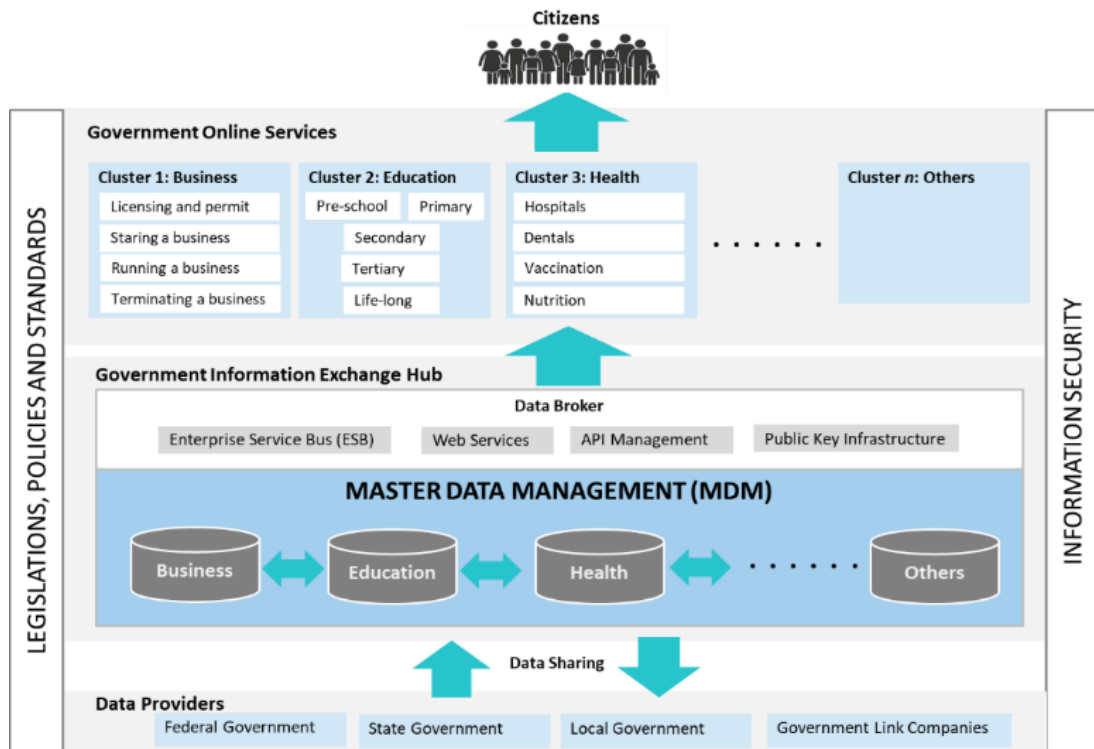 Citizens
LEGISLATIONS, POLICIES AND STANDARDS
Government Online Services
Cluster 1: Business
Licensing and permit
Staring a business
Running a business
Terminating a business
Cluster 2: Education
Pre-school
Primary
Secondary
Tertiary
Life-long
Cluster 3: Health
Hospitals
Dentals
Vaccination
Nutrition
. . . . . .
Cluster n: Others
Government Information Exchange Hub
Data Broker
Enterprise Service Bus (ESB)
Web Services
API Management
Public Key Infrastructure
MASTER DATA MANAGEMENT (MDM)
Business
Education
Health
. . . . . .
Others
Data Sharing
Data Providers
Federal Government
State Government
Local Government
Government Link Companies
INFORMATION SECURITY